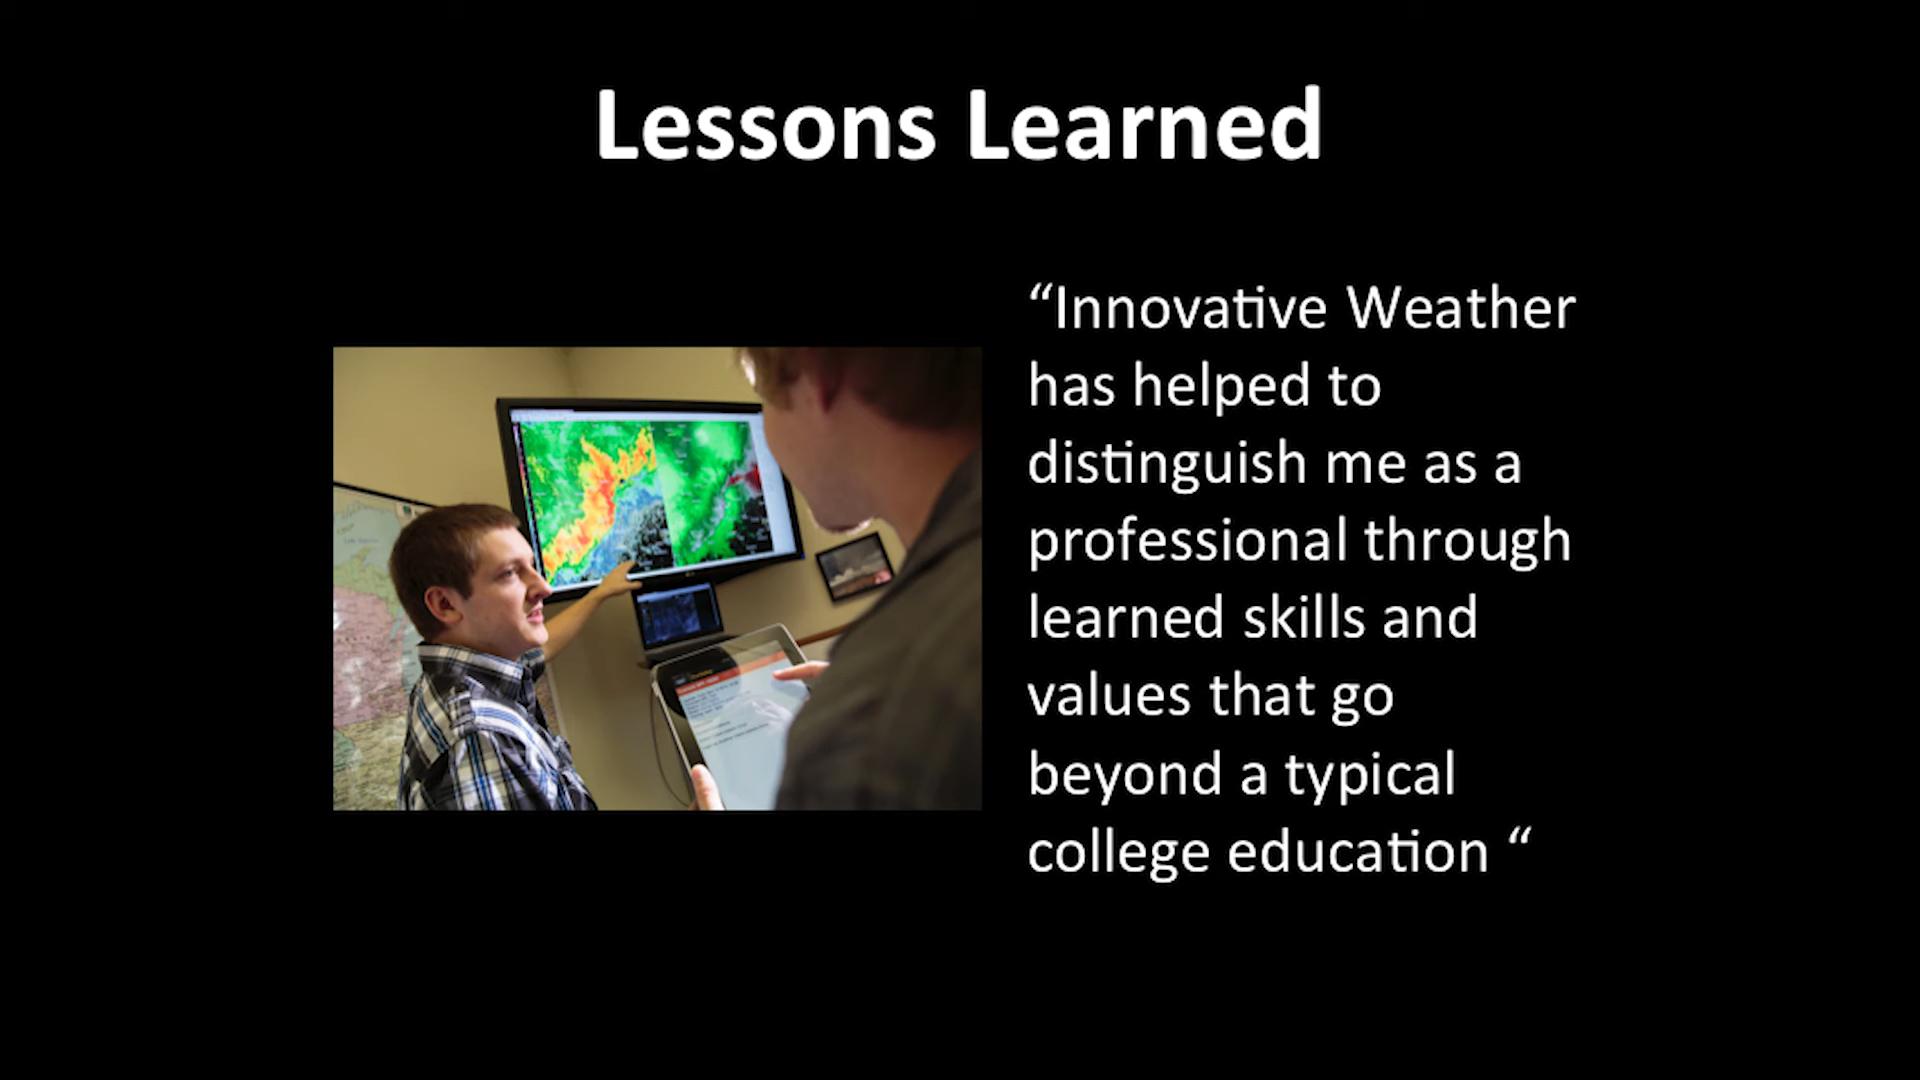 Lessons Learned
“Innovative Weather
has helped to
distinguish me as a
professional through
learned skills and
values that go
beyond a typical
college education “